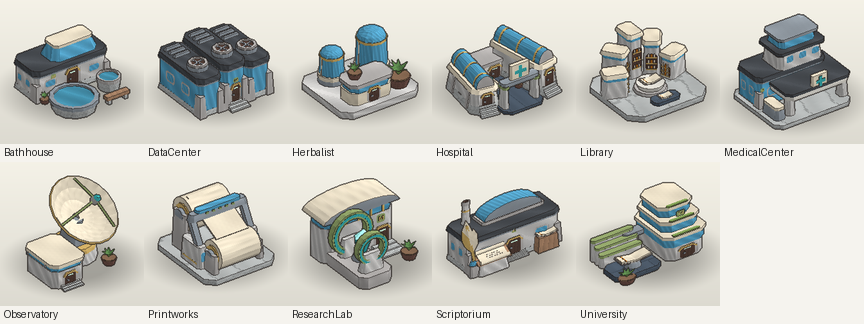 Bathhouse
DataCenter
Herbalist
Hospital
Library
MedicalCenter
Observatory
Printworks
ResearchLab
Scriptorium
University